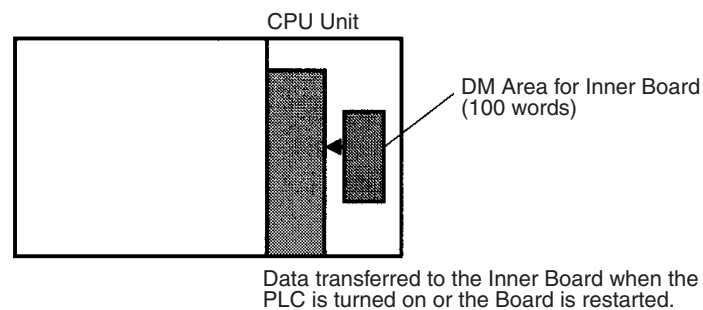 CPU Unit
DM Area for Inner Board
(100 words)
Data transferred to the Inner Board when the
PLC is turned on or the Board is restarted.